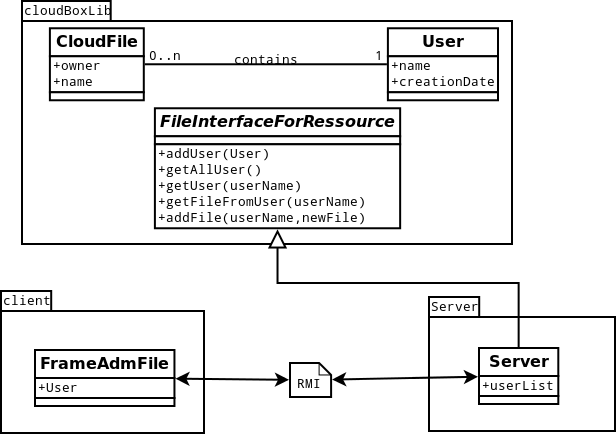 cloudBoxLib
CloudFile
+owner
+name
0..n
contains
1
User
+name
+creationDate
FileInterfaceForRessource
+addUser(User)
+getAllUser()
+getUser(userName)
+getFileFromUser(userName)
+addFile(userName,newFile)
client
FrameAdmFile
+User
RMI
Server
Server
+userList